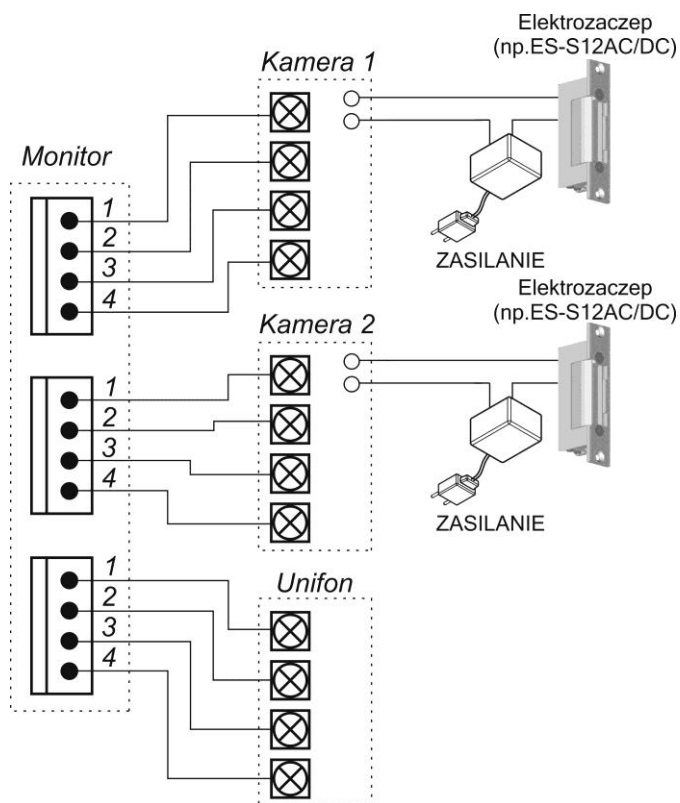 Elektrozaczep
(np.ES-S12AC/DC)
Kamera 1
Monitor
1
2
3
4
ZASILANIE
Elektrozaczep
(np.ES-S12AC/DC)
Kamera 2
1
2
3
4
ZASILANIE
Unifon
1
2
3
4